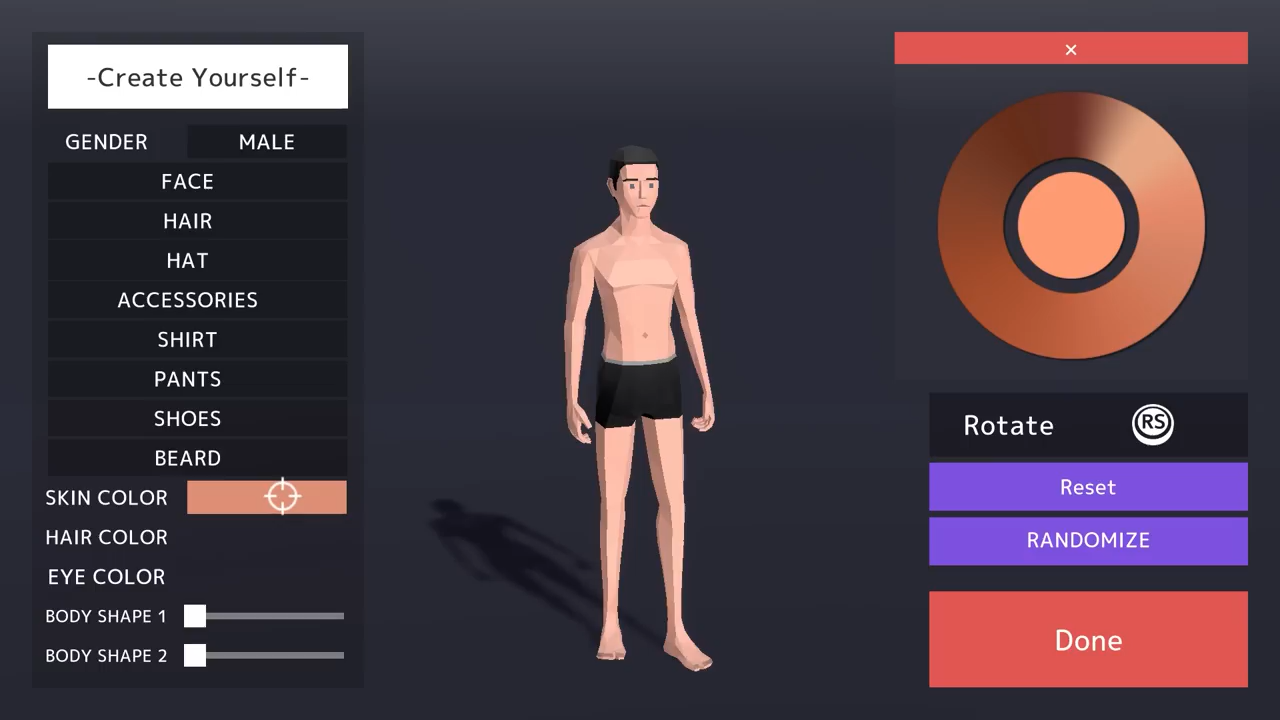 -Create Yourself-
GENDER MALE
FACE
HAIR
HAT
ACCESSORIES
SHIRT
PANTS
SHOES
BEARD
SKIN COLOR
HAIR COLOR
EYE COLOR
BODY SHAPE 1
BODY SHAPE 2
×
Rotate RS
Reset
RANDOMIZE
Done